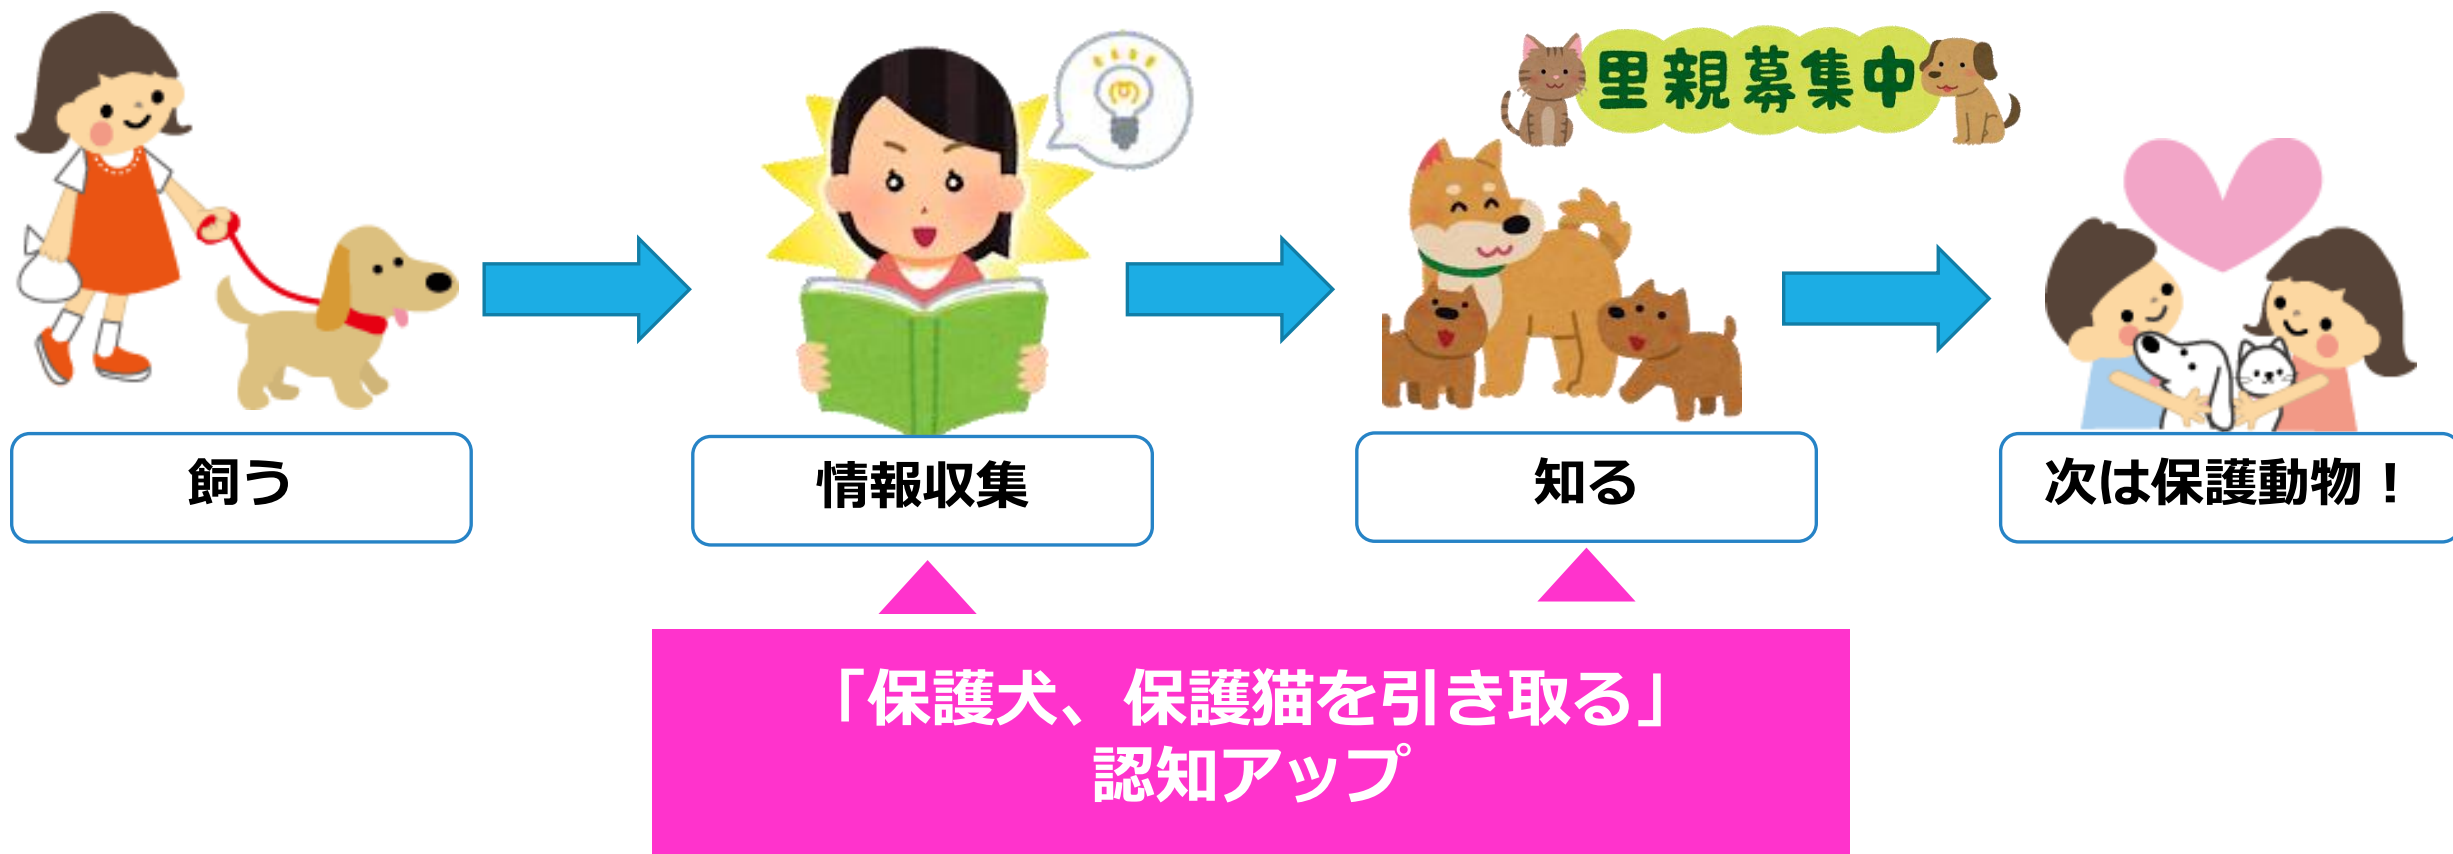 里親募集中
飼う
情報収集
知る
次は保護動物！
「保護犬、保護猫を引き取る」
認知アップ